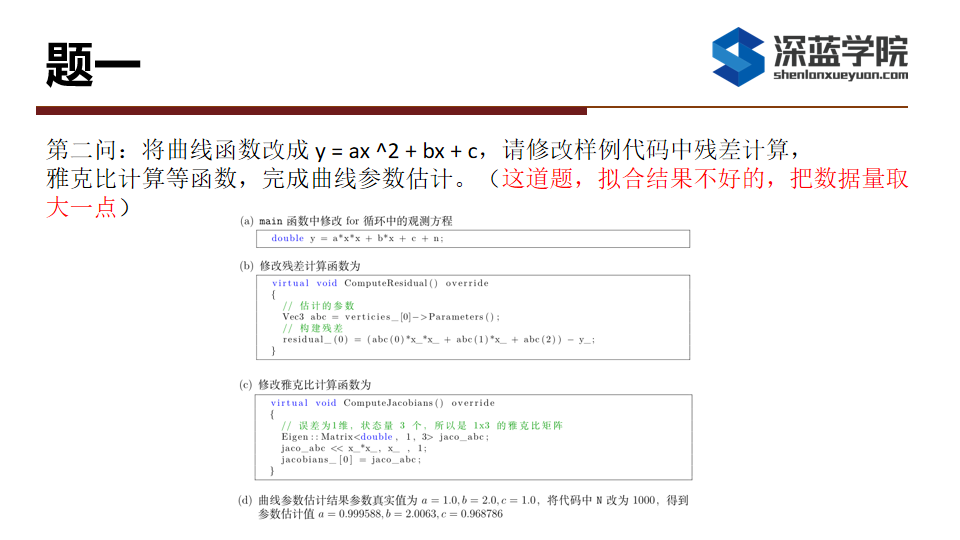 题一
深蓝学院
shenlanxueyuan.com
第二问：将曲线函数改成 y = ax ^2 + bx + c，请修改样例代码中残差计算，
雅克比计算等函数，完成曲线参数估计。（这道题，拟合结果不好的，把数据量取
大一点）
(a) main 函数中修改 for 循环中的观测方程
double y = a*x*x + b*x + c + n;
(b) 修改残差计算函数为
virtual void ComputeResidual() override
{
// 估计的参数
Vec3 abc = verticies_[0]->Parameters();
// 构建残差
residual_(0) = (abc(0)*x_*x_ + abc(1)*x_ + abc(2)) - y_;
}
(c) 修改雅克比计算函数为
virtual void ComputeJacobians() override
{
// 误差为1维，状态量 3 个，所以是 1x3 的雅克比矩阵
Eigen::Matrix<double, 1, 3> jaco_abc;
jaco_abc << x_*x_, x_ , 1;
jacobians_[0] = jaco_abc;
}
(d) 曲线参数估计结果参数真实值为 a = 1.0, b = 2.0, c = 1.0，将代码中 N 改为 1000，得到
参数估计值 a = 0.999588, b = 2.0063, c = 0.968786